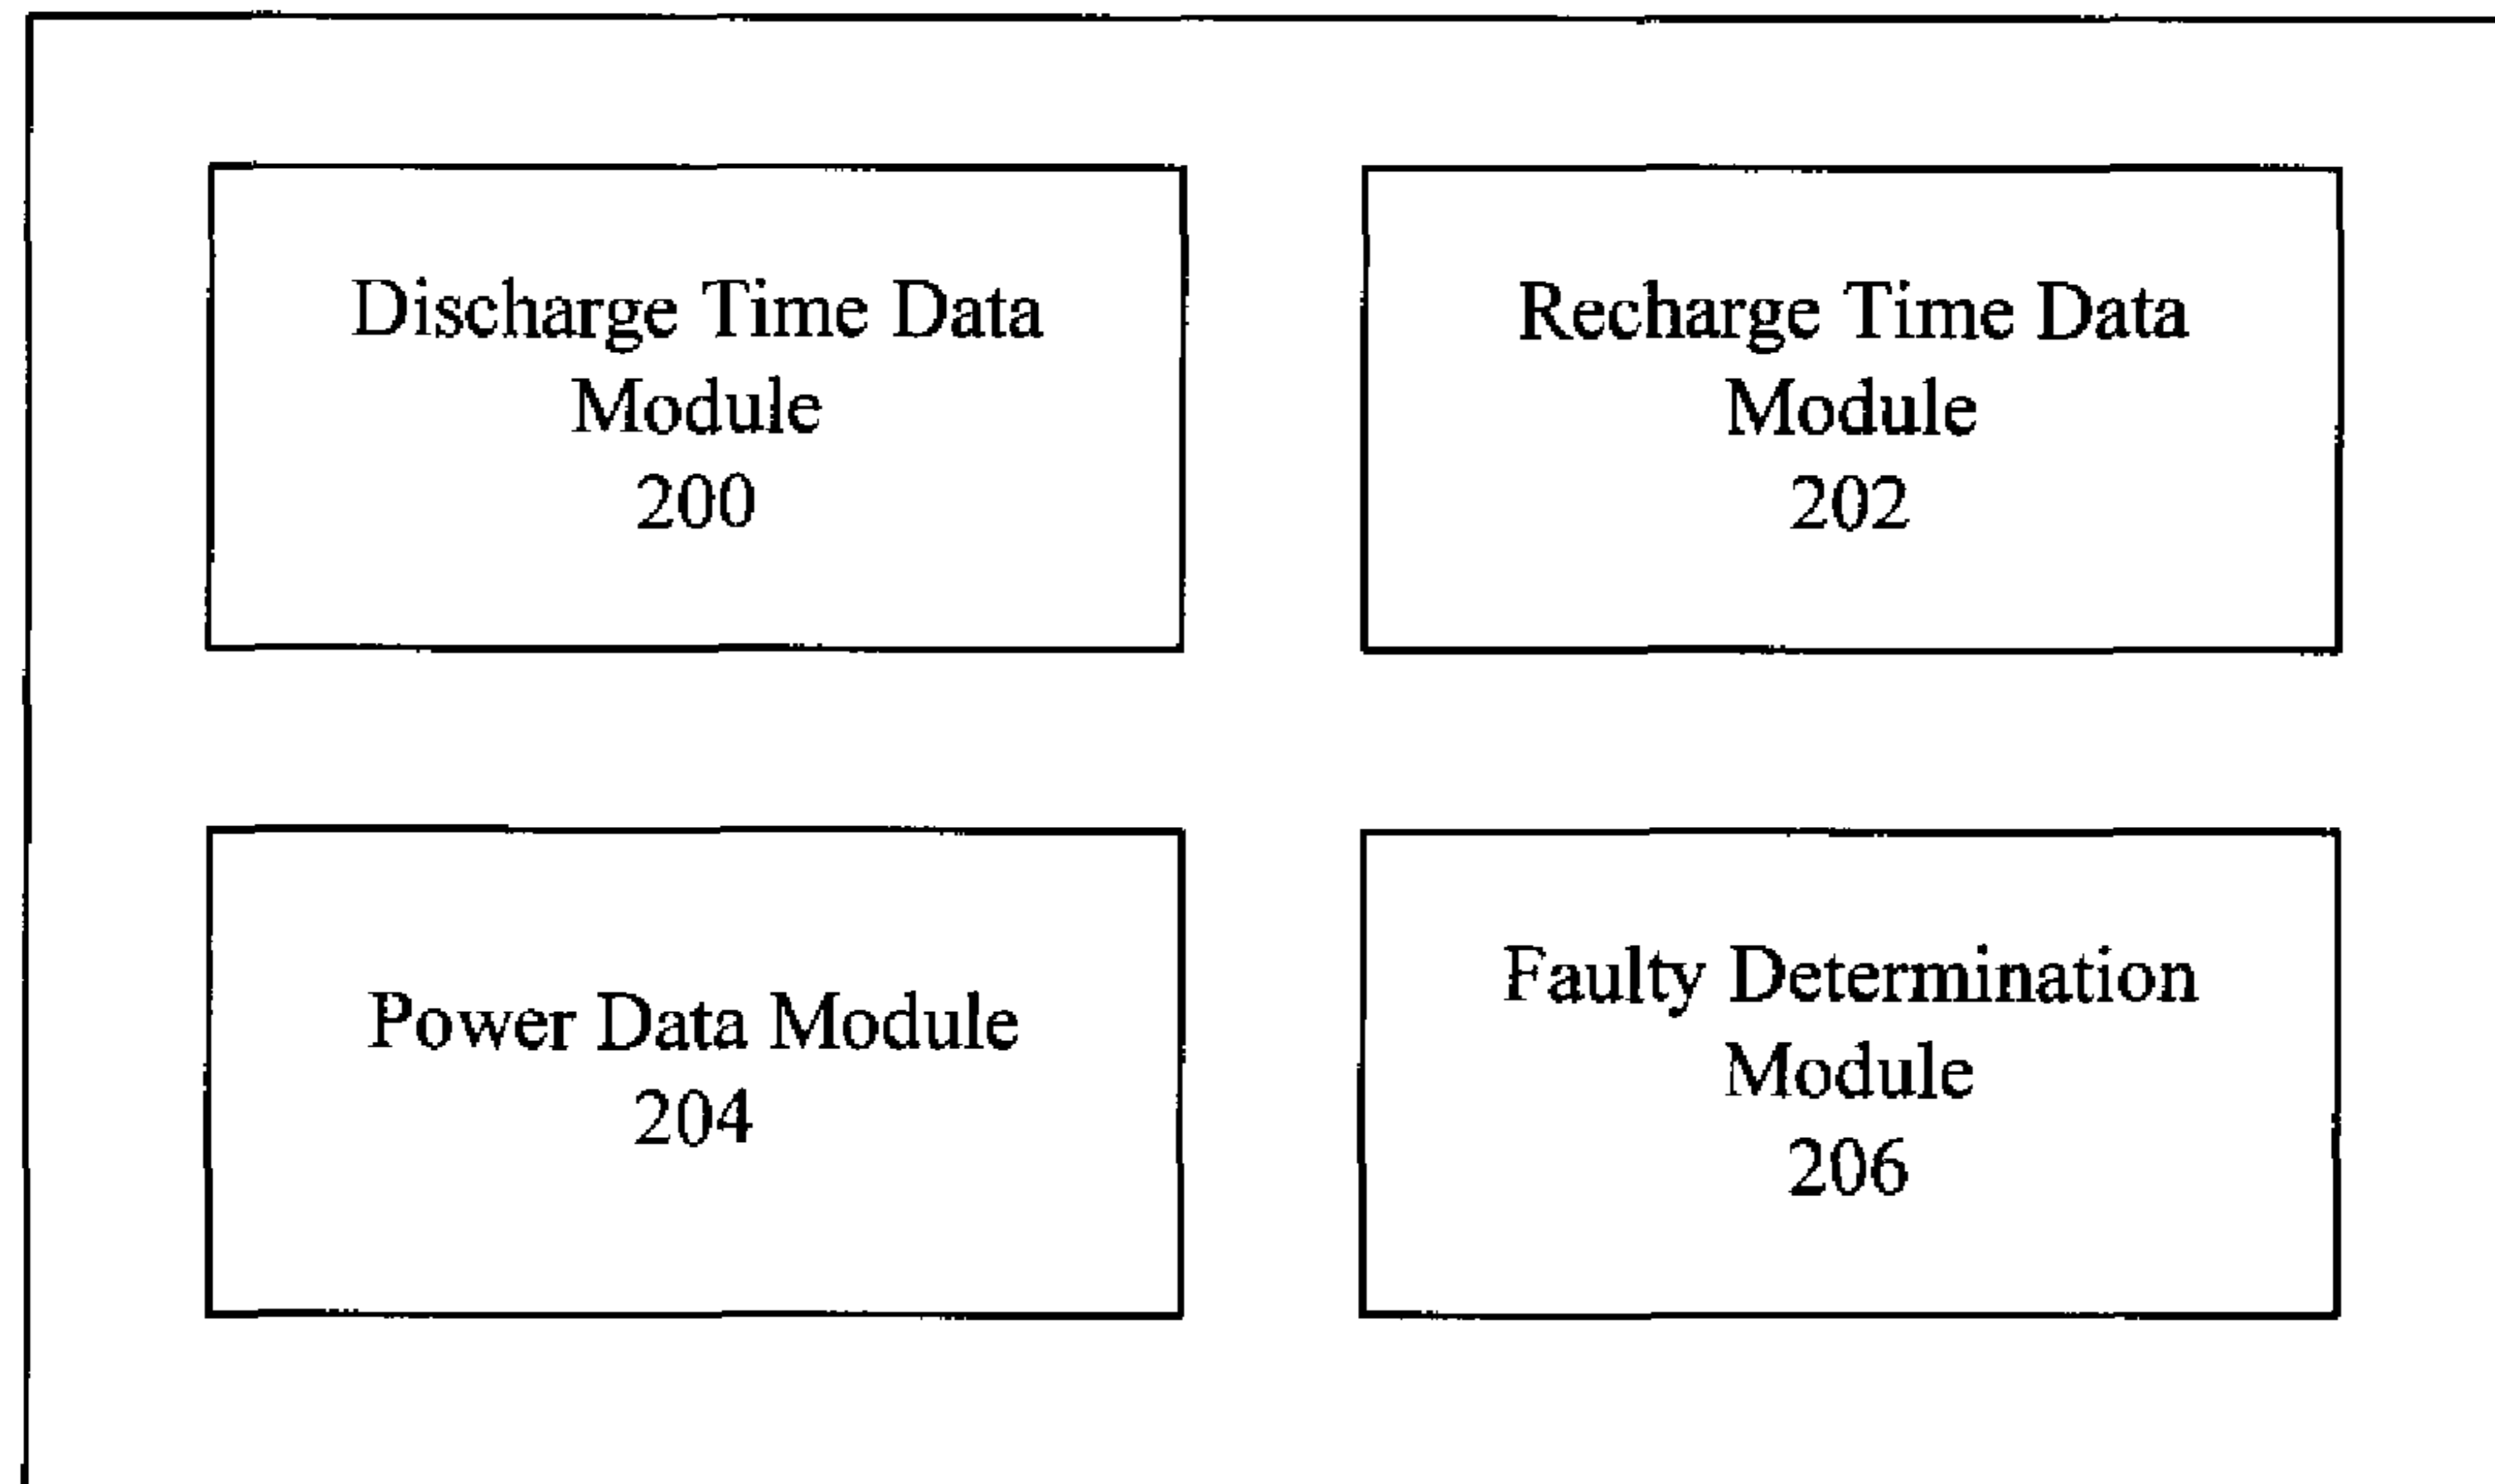 Discharge Time Data
Module
200
Recharge Time Data
Module
202
Power Data Module
204
Faulty Determination
Module
206